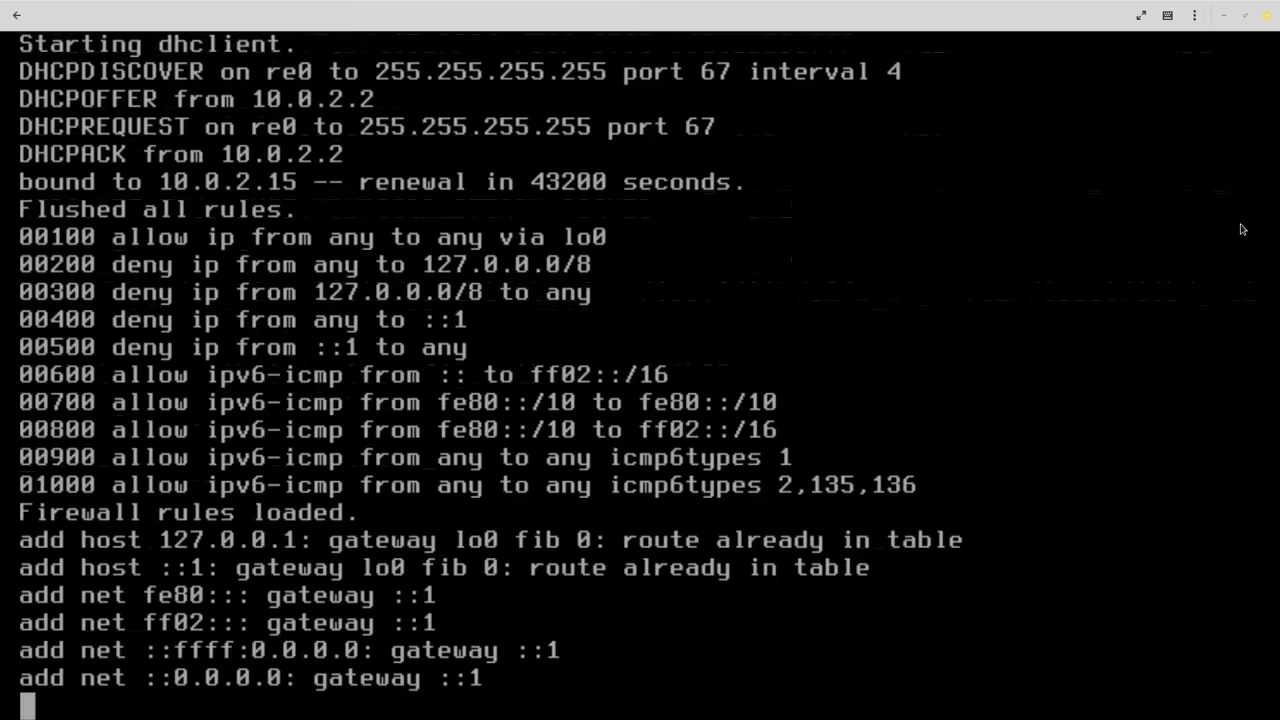 Starting dhclient.
DHCPDISCOVER on re0 to 255.255.255.255 port 67 interval 4
DHCPOFFER from 10.0.2.2
DHCPREQUEST on re0 to 255.255.255.255 port 67
DHCPACK from 10.0.2.2
bound to 10.0.2.15 -- renewal in 43200 seconds.
Flushed all rules.
00100 allow ip from any to any via lo0
00200 deny ip from any to 127.0.0.0/8
00300 deny ip from 127.0.0.0/8 to any
00400 deny ip from any to ::1
00500 deny ip from ::1 to any
00600 allow ipv6-icmp from :: to ff02::/16
00700 allow ipv6-icmp from fe80::/10 to fe80::/10
00800 allow ipv6-icmp from fe80::/10 to ff02::/16
00900 allow ipv6-icmp from any to any icmp6types 1
01000 allow ipv6-icmp from any to any icmp6types 2,135,136
Firewall rules loaded.
add host 127.0.0.1: gateway lo0 fib 0: route already in table
add host ::1: gateway lo0 fib 0: route already in table
add net fe80::: gateway ::1
add net ff02::: gateway ::1
add net ::ffff:0.0.0.0: gateway ::1
add net ::0.0.0.0: gateway ::1